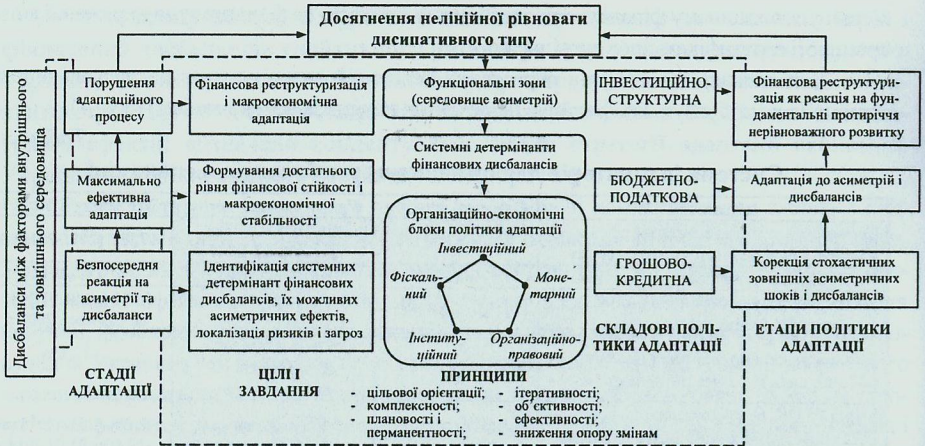 Досягнення нелінійної рівноваги
дисипативного типу
Дисбаланси між факторами внутрішнього
та зовнішнього середовища
Порушення
адаптаційного
процесу
Максимально
ефективна
адаптація
Безпосередня
реакція на
асиметрії та
дисбаланси
СТАДІЇ
АДАПТАЦІЇ
Фінансова реструктуризація
і макроекономічна
адаптація
Формування достатнього
рівня фінансової стійкості і
макроекономічної
стабільності
Ідентифікація системних
детермінант фінансових
дисбалансів, їх можливих
асиметричних ефектів,
локалізація ризиків і загроз
ЦІЛІ І
ЗАВДАННЯ
Функціональні зони
(середовище асиметрій)
Системні детермінанти
фінансових дисбалансів
Організаційно-економічні
блоки політики адаптації
Інвестиційний
Фіскаль-
ний
Моне-
тарний
Інститу-
ційний
Організаційно-
правовий
ПРИНЦИПИ
- цільової орієнтації;
- комплексності;
- плановості і
перманентності;
- ітеративності;
- об’єктивності;
- ефективності;
- зниження опору змінам
ІНВЕСТИЦІЙНО-
СТРУКТУРНА
БЮДЖЕТНО-
ПОДАТКОВА
ГРОШОВО-
КРЕДИТНА
СКЛАДОВІ ПОЛІ-
ТИКИ АДАПТАЦІЇ
Фінансова реструктури-
зація як реакція на фун-
даментальні протиріччя
нерівноважного розвитку
Адаптація до асиметрій і
дисбалансів
Корекція стохастичних
зовнішніх асиметричних
шоків і дисбалансів
ЕТАПИ ПОЛІТИКИ
АДАПТАЦІЇ